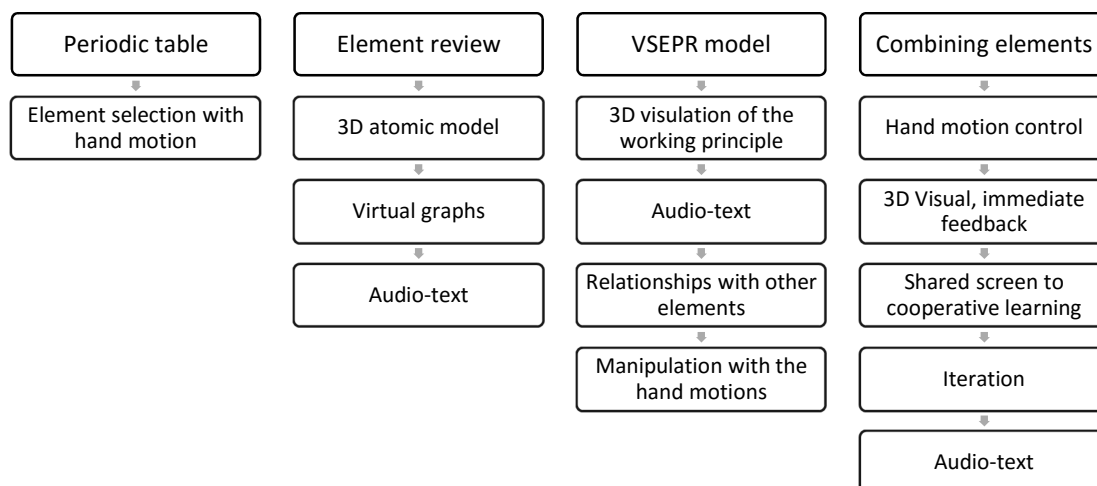 Periodic table
Element selection with
hand motion
Element review
3D atomic model
Virtual graphs
Audio-text
VSEPR model
3D visulation of the
working principle
Audio-text
Relationships with other
elements
Manipulation with the
hand motions
Combining elements
Hand motion control
3D Visual, immediate
feedback
Shared screen to
cooperative learning
Iteration
Audio-text